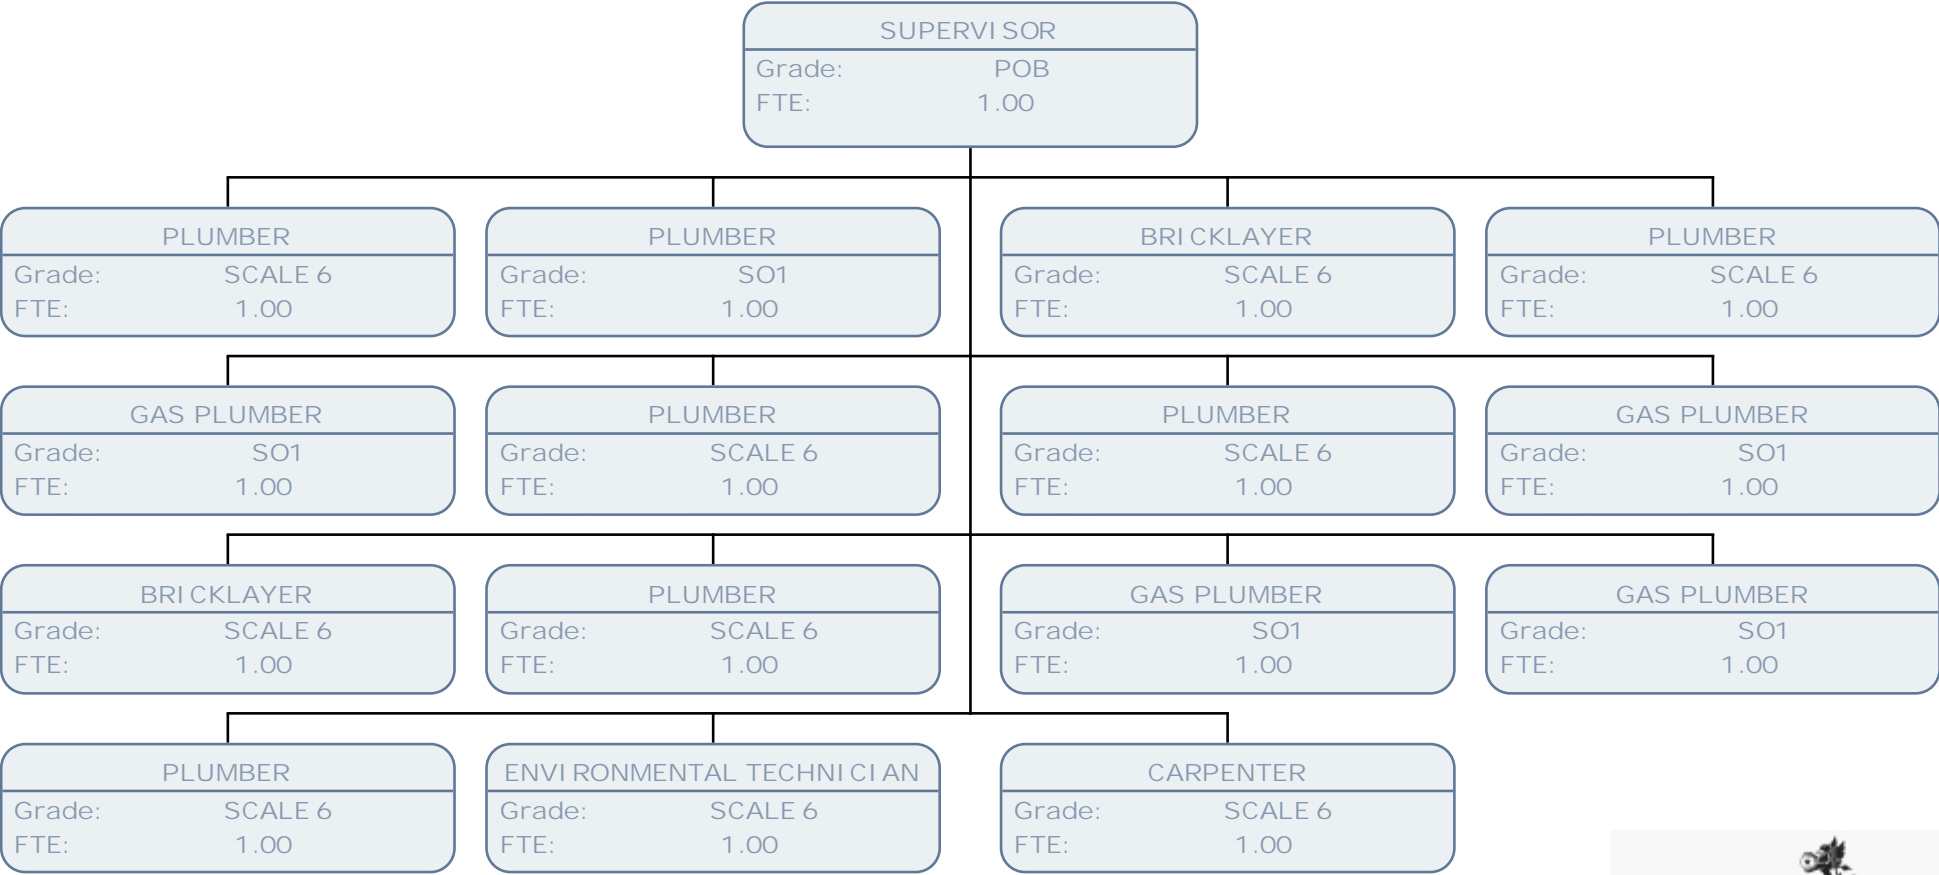 SUPERVISOR
Grade: POB
FTE: 1.00
PLUMBER
Grade: SCALE 6
FTE: 1.00
PLUMBER
Grade: SO1
FTE: 1.00
BRICKLAYER
Grade: SCALE 6
FTE: 1.00
PLUMBER
Grade: SCALE 6
FTE: 1.00
GAS PLUMBER
Grade: SO1
FTE: 1.00
PLUMBER
Grade: SCALE 6
FTE: 1.00
PLUMBER
Grade: SCALE 6
FTE: 1.00
GAS PLUMBER
Grade: SO1
FTE: 1.00
BRICKLAYER
Grade: SCALE 6
FTE: 1.00
PLUMBER
Grade: SCALE 6
FTE: 1.00
GAS PLUMBER
Grade: SO1
FTE: 1.00
GAS PLUMBER
Grade: SO1
FTE: 1.00
PLUMBER
Grade: SCALE 6
FTE: 1.00
ENVIRONMENTAL TECHNICIAN
Grade: SCALE 6
FTE: 1.00
CARPENTER
Grade: SCALE 6
FTE: 1.00